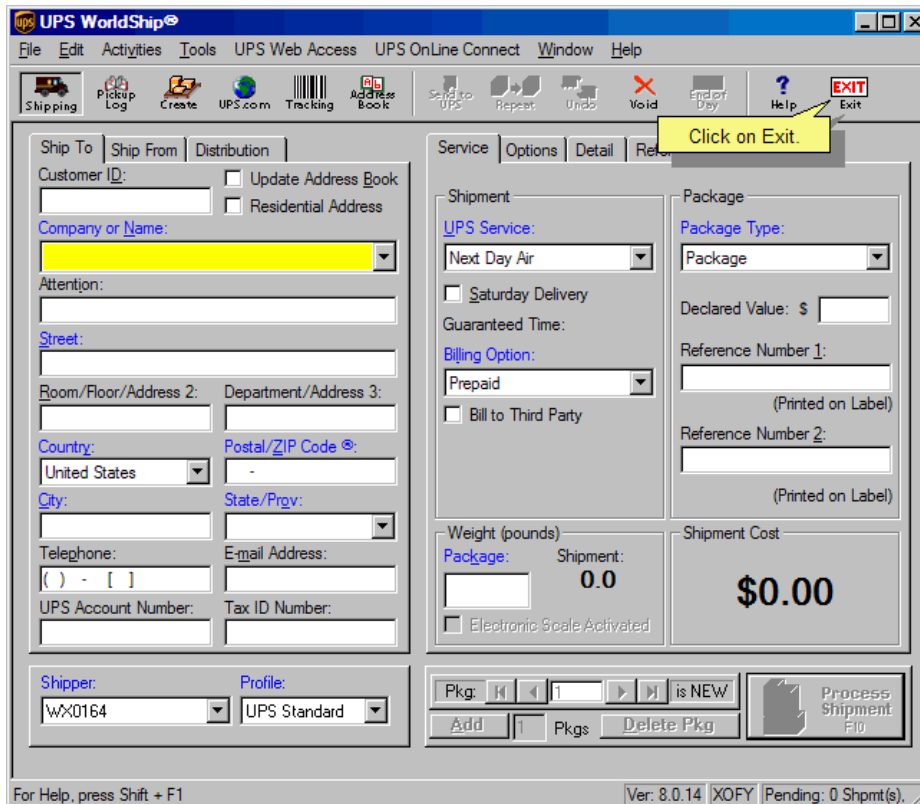 UPS WorldShip®
File Edit Activities Tools UPS Web Access UPS OnLine Connect Window Help
Shipping Pickup Log Create UPS.com Tracking Address Book Send to UPS Repeat Undo Void End of Day Help EXIT Exit
Click on Exit.
Ship To Ship From Distribution
Customer ID:
Update Address Book
Residential Address
Company or Name:
Attention:
Street:
Room/Floor/Address 2: Department/Address 3:
Country: Postal/ZIP Code ®:
United States -
City: State/Prov:
Telephone: E-mail Address:
( ) - [ ]
UPS Account Number: Tax ID Number:
Shipper: Profile:
WX0164 UPS Standard
Service Options Detail
Shipment
UPS Service:
Next Day Air
Saturday Delivery
Guaranteed Time:
Billing Option:
Prepaid
Bill to Third Party
Package
Package Type:
Package
Declared Value: $
Reference Number 1:
(Printed on Label)
Reference Number 2:
(Printed on Label)
Weight (pounds)
Package: Shipment:
0.0
Electronic Scale Activated
Shipment Cost
$0.00
Pkg: 1 is NEW
Add 1 Pkgs Delete Pkg
Process
Shipment
F10
For Help, press Shift + F1 Ver: 8.0.14 XOFY Pending: 0 Shpmt(s),